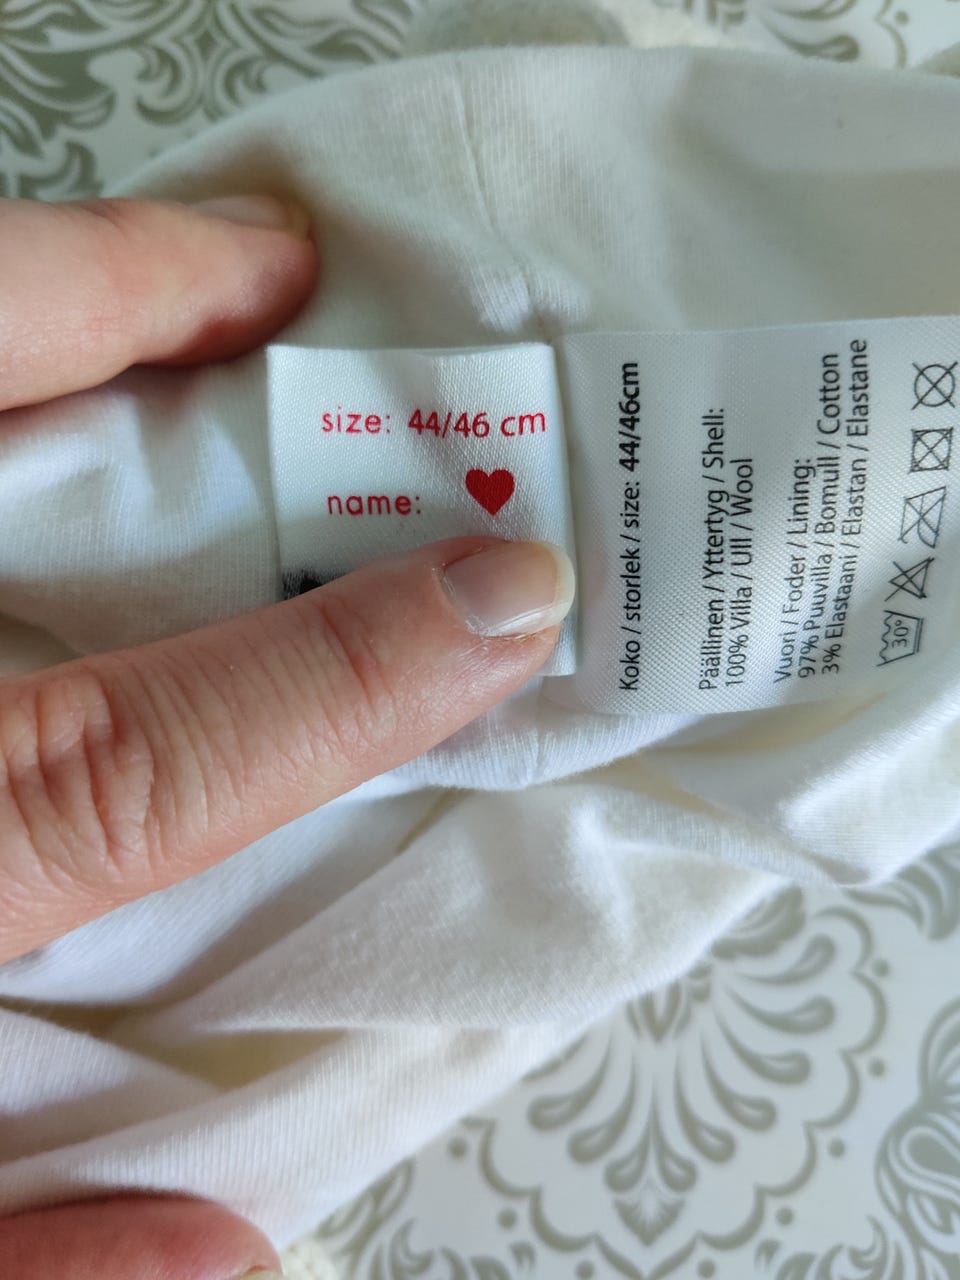 size: 44/46 cm
name:
Koko / storlek / size: 44/46cm
Päällinen / Yttertyg / Shell:
100% Villa / Ull / Wool
Vuori / Foder / Lining:
97% Puuvilla / Bomull / Cotton
3% Elastaani / Elastan / Elastane
30°